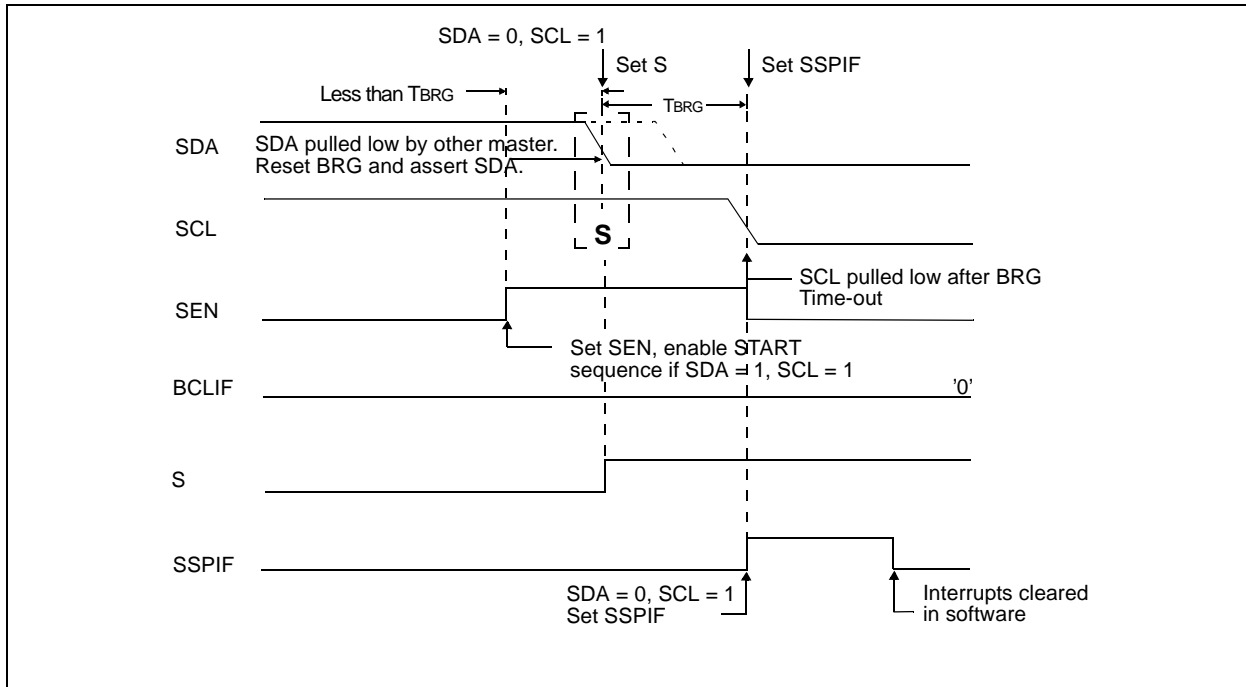 SDA = 0, SCL = 1
Set S
Set SSPIF
Less than TBRG
TBRG
SDA
SDA pulled low by other master.
Reset BRG and assert SDA.
SCL
S
SCL pulled low after BRG
Time-out
SEN
Set SEN, enable START
sequence if SDA = 1, SCL = 1
BCLIF
'0'
S
SSPIF
SDA = 0, SCL = 1
Set SSPIF
Interrupts cleared
in software